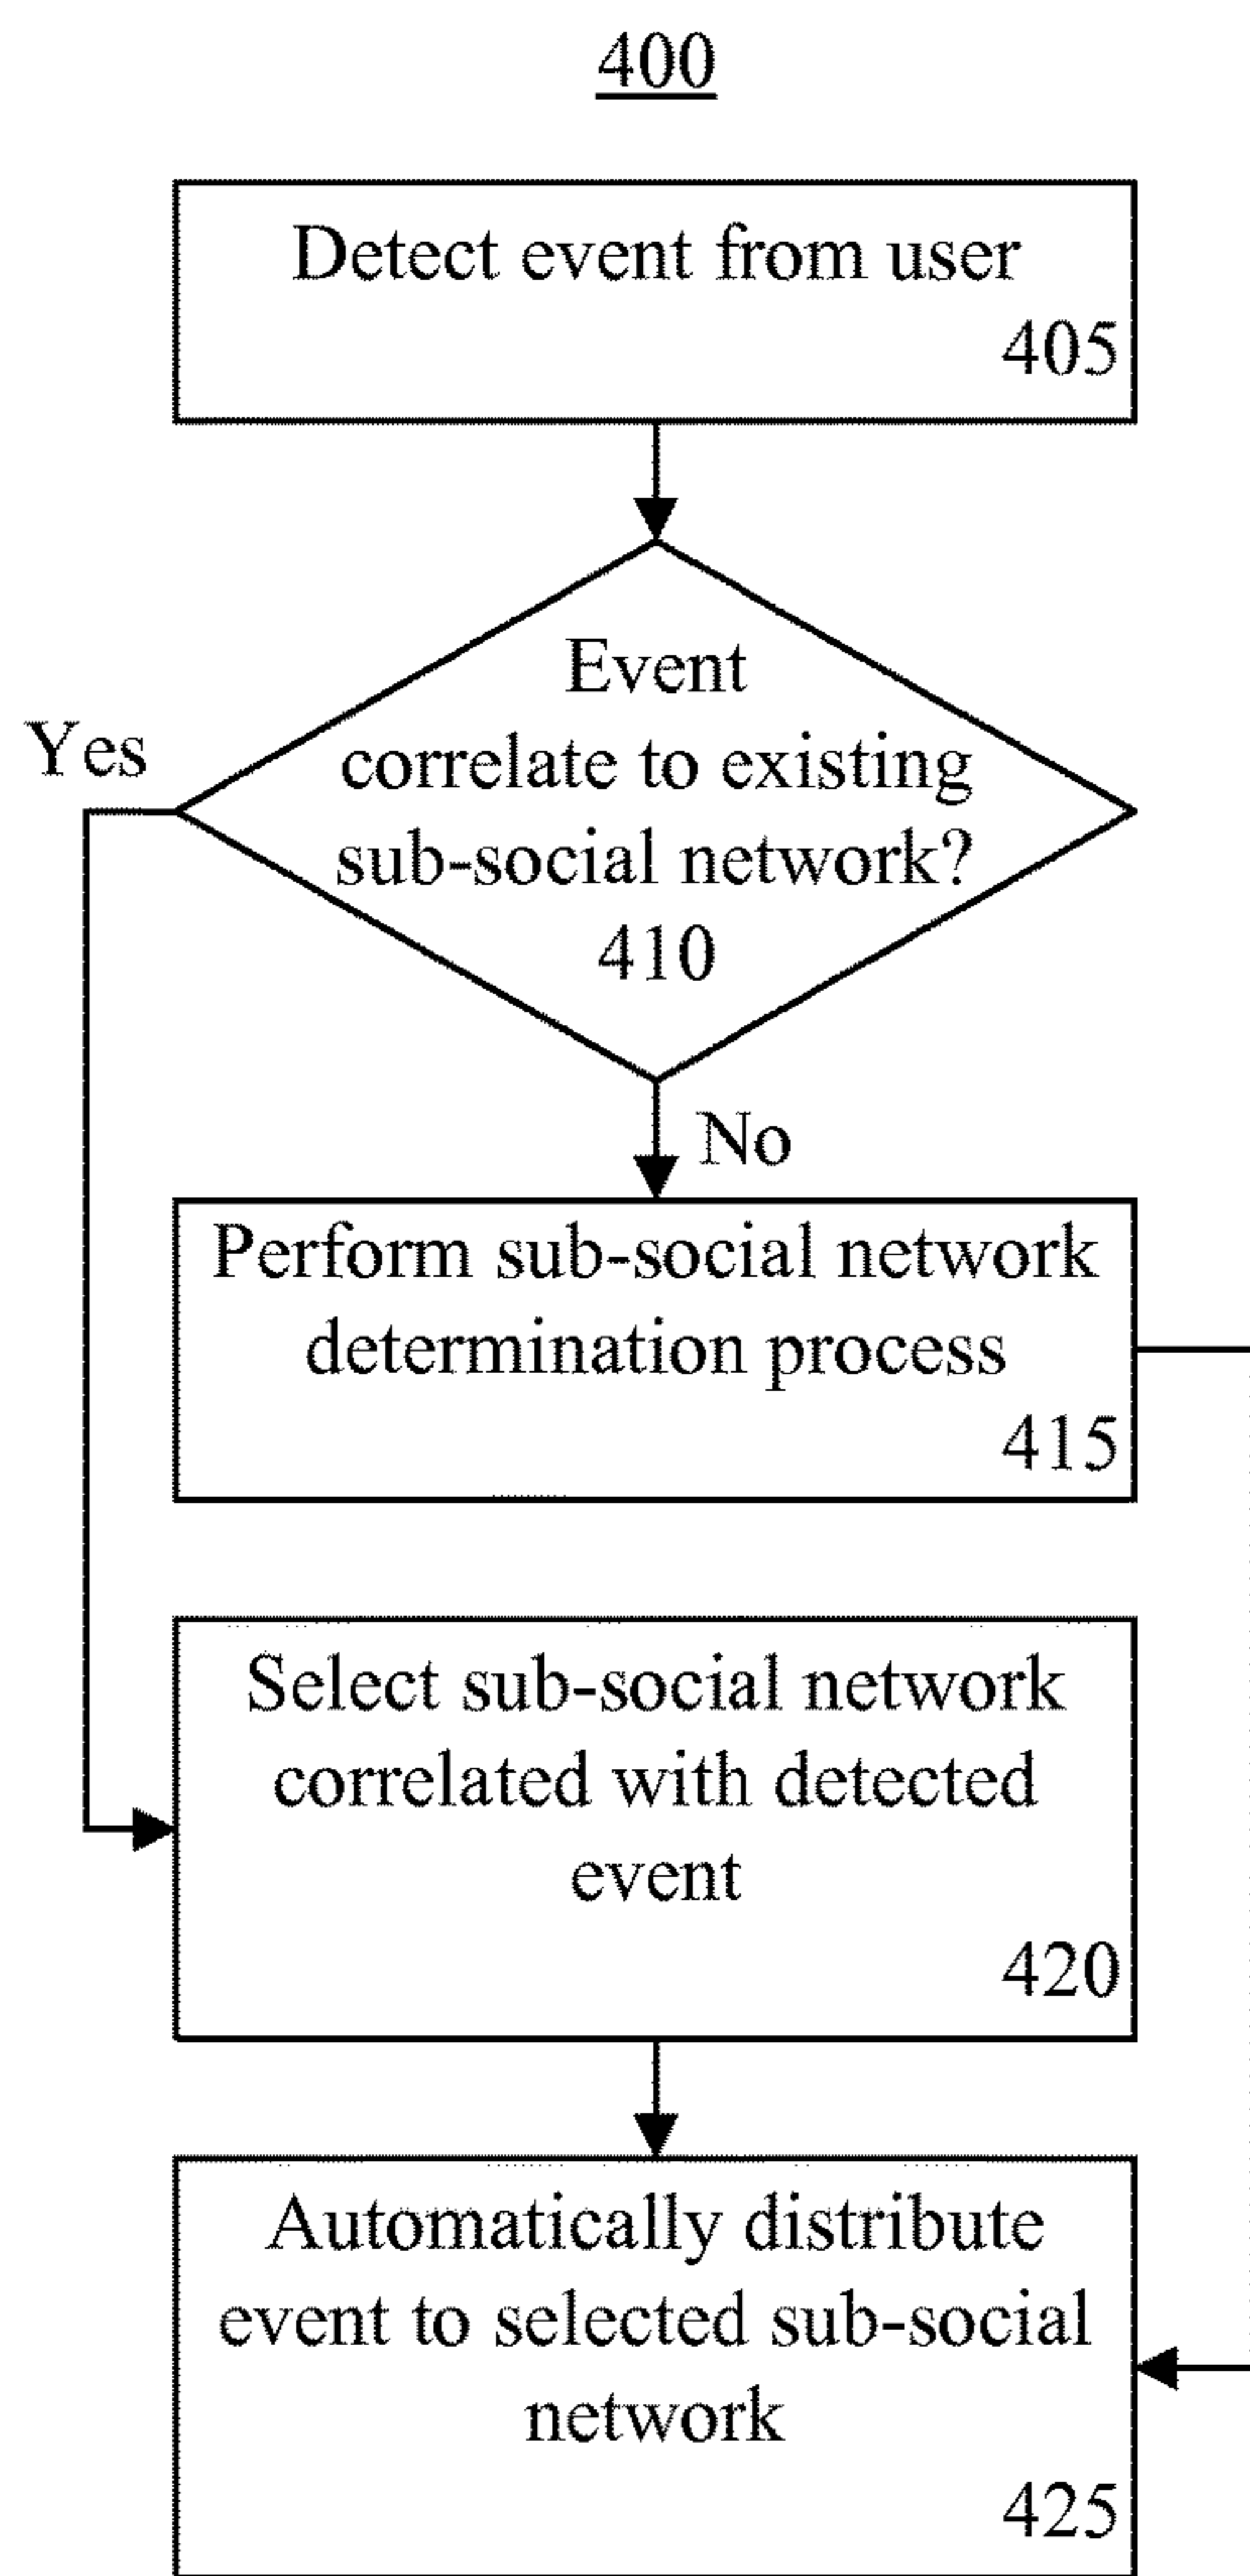 400
Detect event from user
405
Event
correlate to existing
sub-social network?
410
Yes
No
Perform sub-social network
determination process
415
Select sub-social network
correlated with detected
event
420
Automatically distribute
event to selected sub-social
network
425